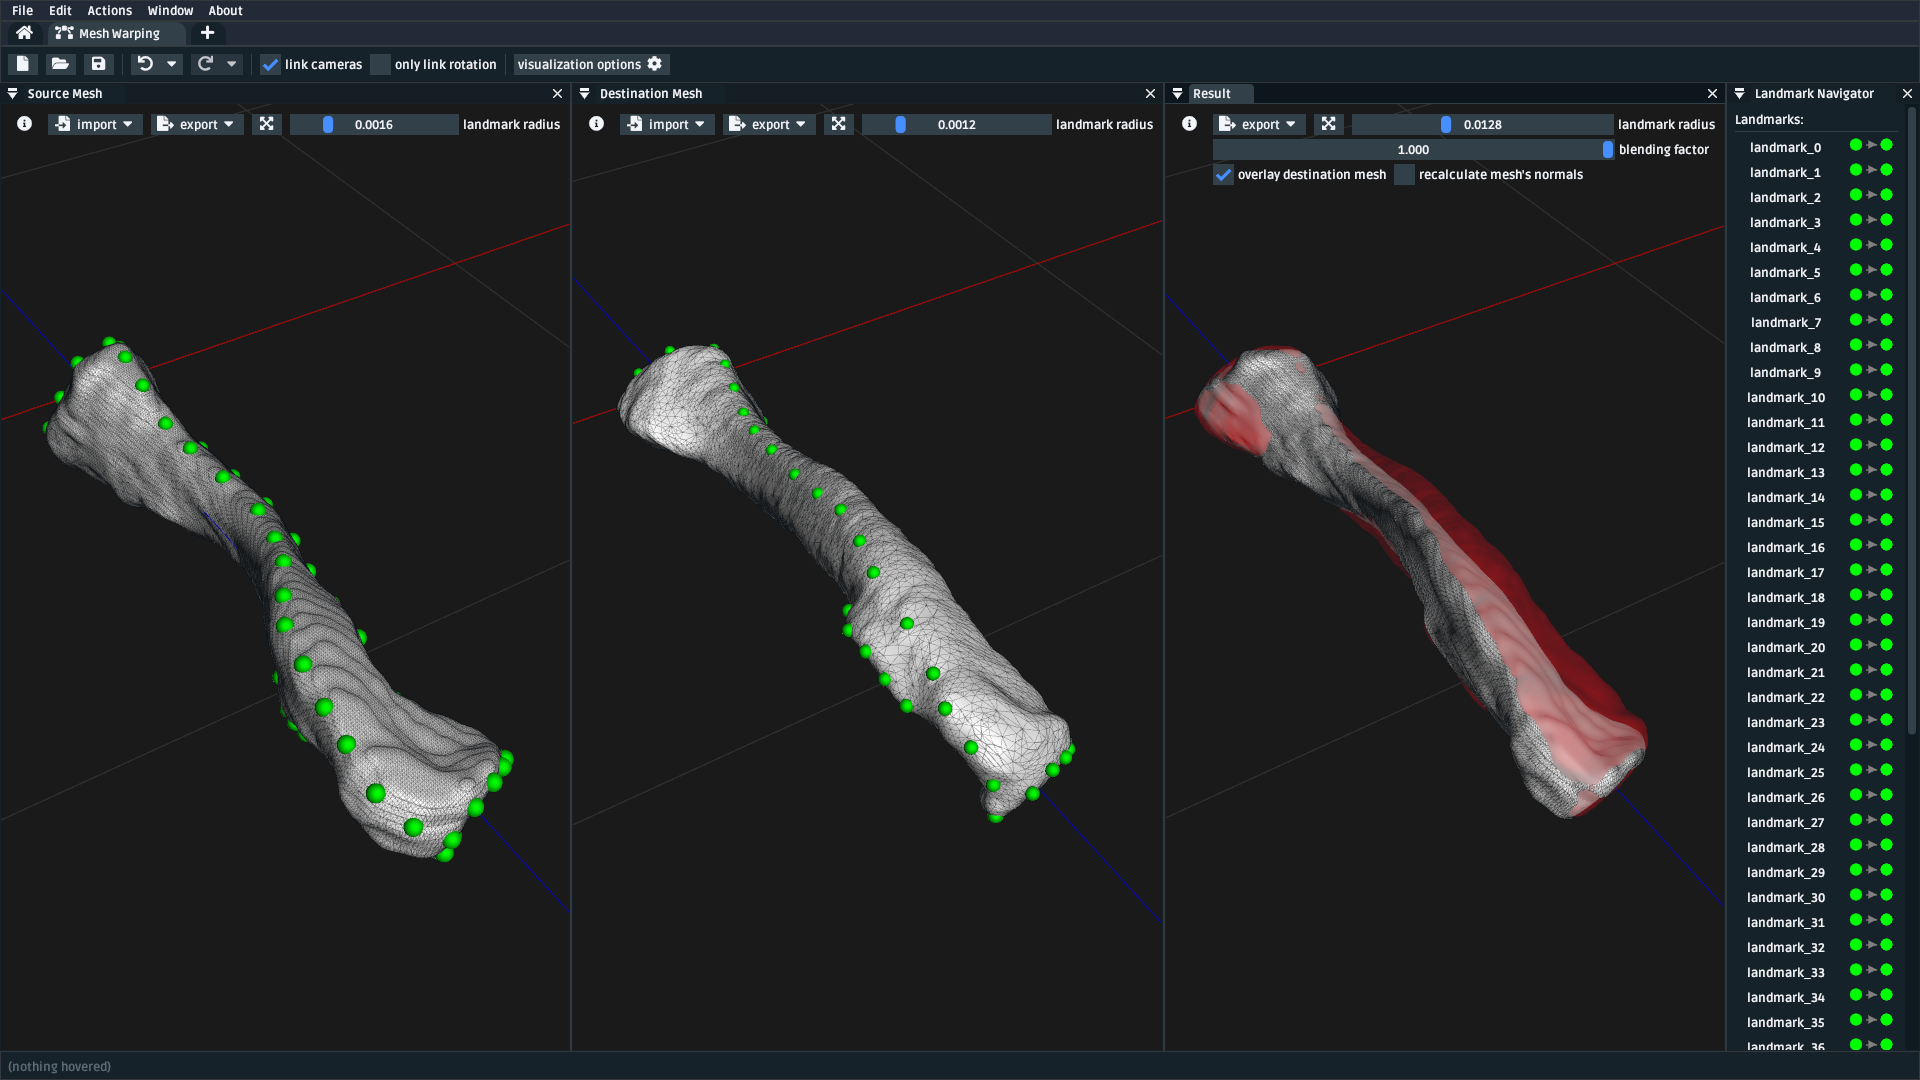 File Edit Actions Window About
Mesh Warping
link cameras only link rotation visualization options
Source Mesh Destination Mesh Result Landmark Navigator
import export 0.0016 landmark radius import export 0.0012 landmark radius export 0.0128 landmark radius Landmarks:
1.000 blending factor
overlay destination mesh recalculate mesh's normals
landmark_0
landmark_1
landmark_2
landmark_3
landmark_4
landmark_5
landmark_6
landmark_7
landmark_8
landmark_9
landmark_10
landmark_11
landmark_12
landmark_13
landmark_14
landmark_15
landmark_16
landmark_17
landmark_18
landmark_19
landmark_20
landmark_21
landmark_22
landmark_23
landmark_24
landmark_25
landmark_26
landmark_27
landmark_28
landmark_29
landmark_30
landmark_31
landmark_32
landmark_33
landmark_34
landmark_35
landmark_36
(nothing hovered)